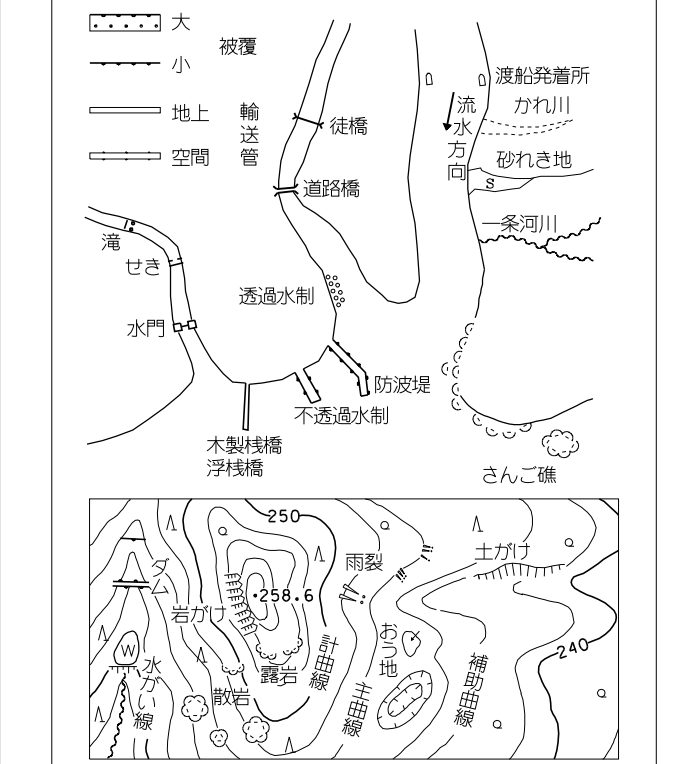 大
小
被覆
地上
空間
輸送管
徒橋
道路橋
渡船発着所
流水方向
かれ川
砂れき地
s
一条河川
滝
せき
水門
透過水制
防波堤
不透過水制
木製桟橋
浮桟橋
さんご礁
250
雨裂
土がけ
ダム
・258.6
岩がけ
W
水がい線
露岩
散岩
計曲線
主曲線
おう地
補助曲線
240